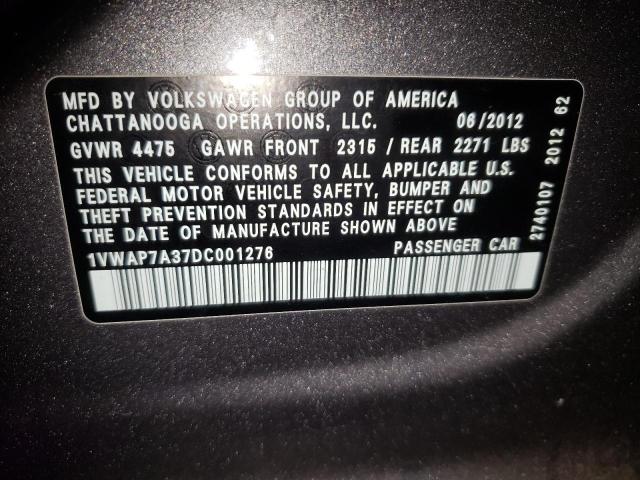 MFD BY VOLKSWAGEN GROUP OF AMERICA
CHATTANOOGA OPERATIONS, LLC. 06/2012
GVWR 4475 GAWR FRONT 2315 / REAR 2271 LBS
THIS VEHICLE CONFORMS TO ALL APPLICABLE U.S.
FEDERAL MOTOR VEHICLE SAFETY, BUMPER AND
THEFT PREVENTION STANDARDS IN EFFECT ON
THE DATE OF MANUFACTURE SHOWN ABOVE
1VWAP7A37DC001276 PASSENGER CAR
2740107 2012 62